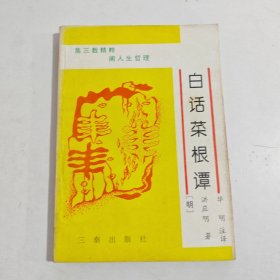 集三教精粹
阐人生哲理
白话菜根谭
[明]
洪应明 著
华明 注译
三秦出版社